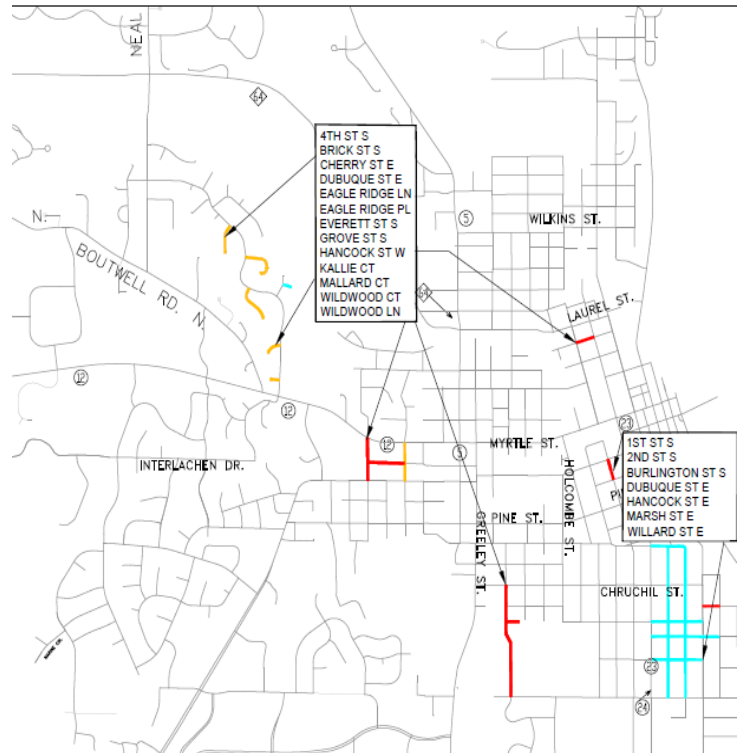 NEAL
64
4TH ST S
BRICK ST S
CHERRY ST E
DUBUQUE ST E
EAGLE RIDGE LN
EAGLE RIDGE PL
EVERETT ST S
GROVE ST S
HANCOCK ST W
KALLIE CT
MALLARD CT
WILDWOOD CT
WILDWOOD LN
N.
5
WILKINS ST.
BOUTWELL RD. N
LAUREL ST.
12
12
23
12
MYRTLE ST.
5
INTERLACHEN DR.
HOLCOMBE ST.
1ST ST S
2ND ST S
BURLINGTON ST S
DUBUQUE ST E
HANCOCK ST E
MARSH ST E
WILLARD ST E
PI
PINE ST.
GREELEY ST.
CHRUCHIL ST.
23
24